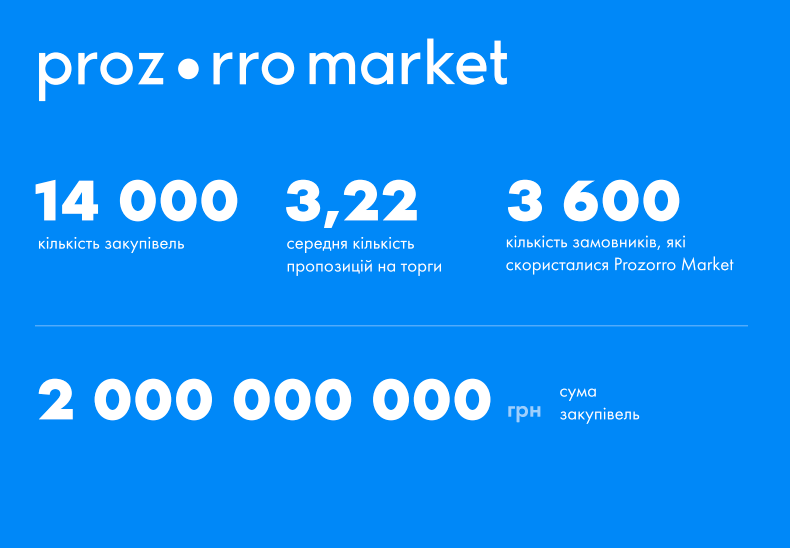 proz•rro market
14 000
кількість закупівель
3,22
середня кількість
пропозицій на торги
3 600
кількість замовників, які
скористалися Prozorro Market
2 000 000 000 грн
сума
закупівель